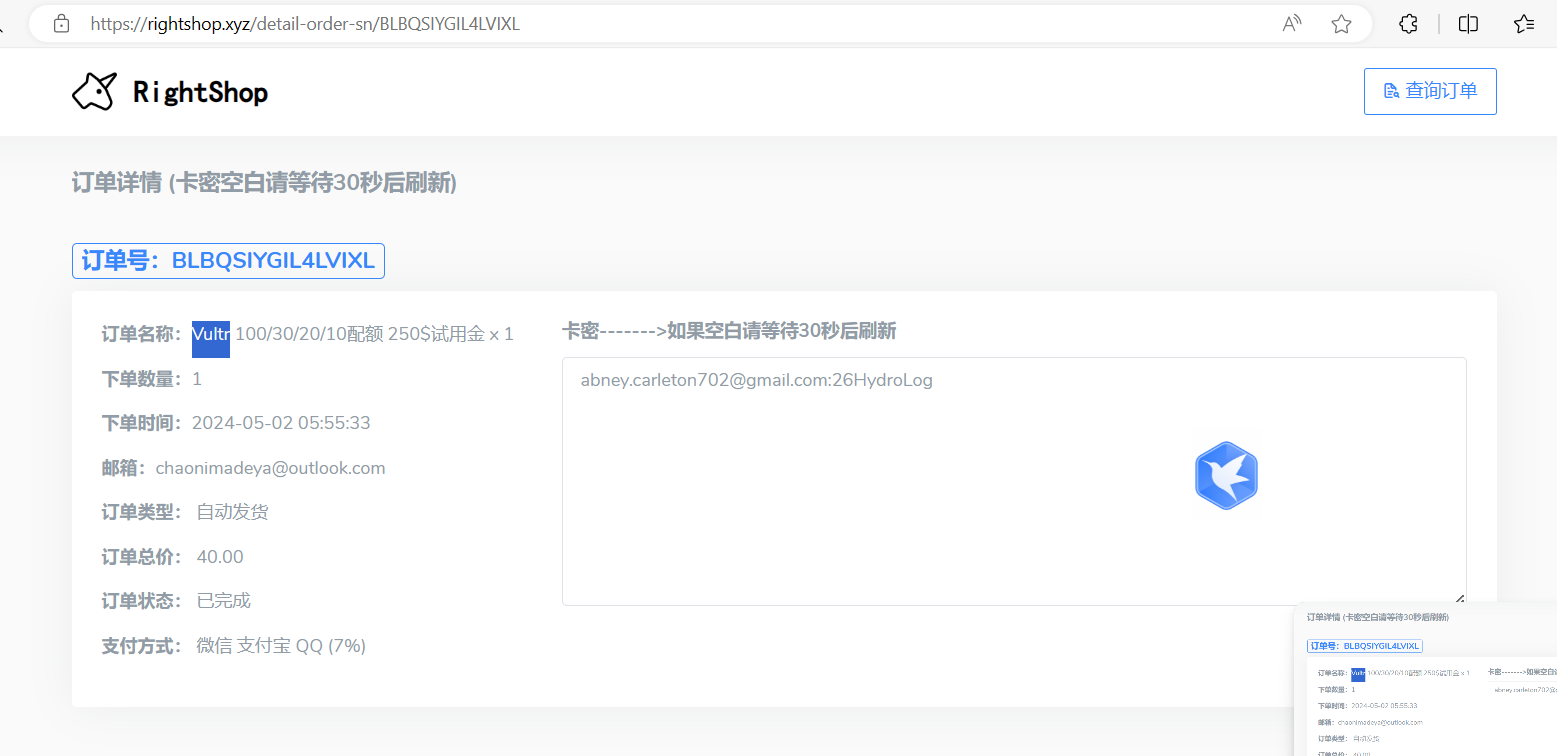 https://rightshop.xyz/detail-order-sn/BLBQSIYGIL4LVIXL
RightShop
查询订单
订单详情 (卡密空白请等待30秒后刷新)
订单号：BLBQSIYGIL4LVIXL
订单名称：Vultr 100/30/20/10配额 250$试用金 x 1
下单数量：1
下单时间：2024-05-02 05:55:33
邮箱：chaonimadeya@outlook.com
订单类型：自动发货
订单总价：40.00
订单状态：已完成
支付方式：微信 支付宝 QQ (7%)
卡密------->如果空白请等待30秒后刷新
abney.carleton702@gmail.com:26HydroLog
订单详情 (卡密空白请等待30秒后刷新)
订单号：BLBQSIYGIL4LVIXL
订单名称：Vultr 100/30/20/10配额 250$试用金 x 1
下单数量：1
下单时间：2024-05-02 05:55:33
邮箱：chaonimadeya@outlook.com
订单类型：自动发货
订单总价：40.00
卡密------->如果空白
abney.carleton702@